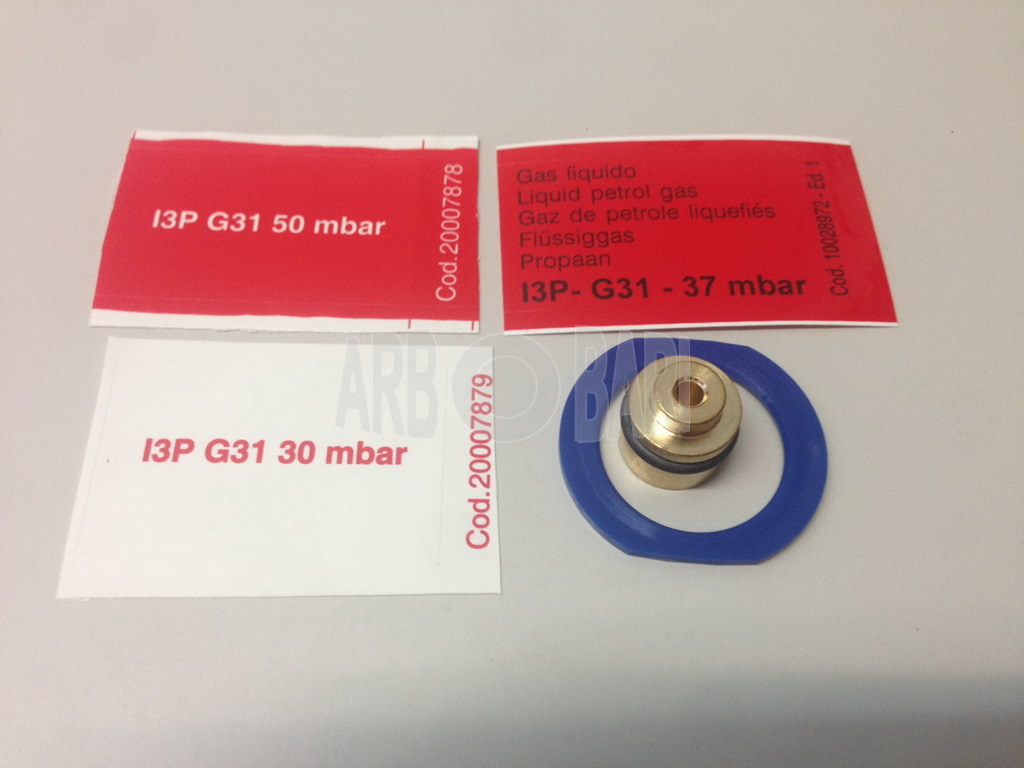 I3P G31 50 mbar
Cod.20007878
Gas liquido
Liquid petrol gas
Gaz de petrole liquefiés
Flüssiggas
Propaan
I3P- G31 - 37 mbar
Cod. 10028972 - Ed. 1
I3P G31 30 mbar
Cod.20007879
ARB BABI